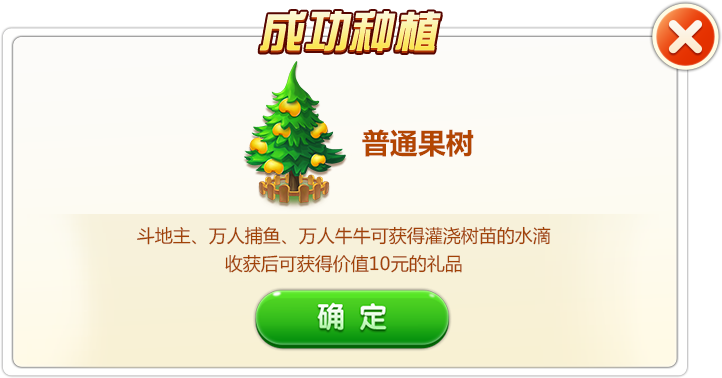 成功种植
普通果树
斗地主、万人捕鱼、万人牛牛可获得灌浇树苗的水滴
收获后可获得价值10元的礼品
确定